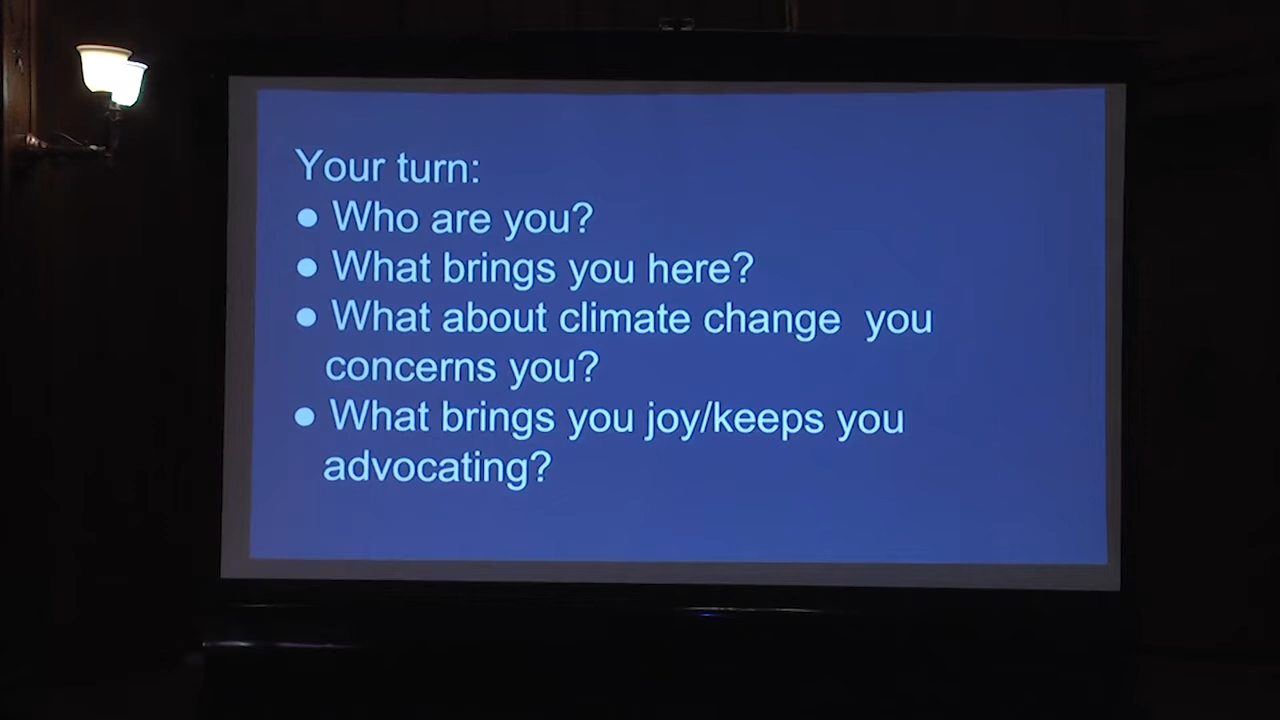 Your turn:
● Who are you?
● What brings you here?
● What about climate change  you
concerns you?
● What brings you joy/keeps you
advocating?